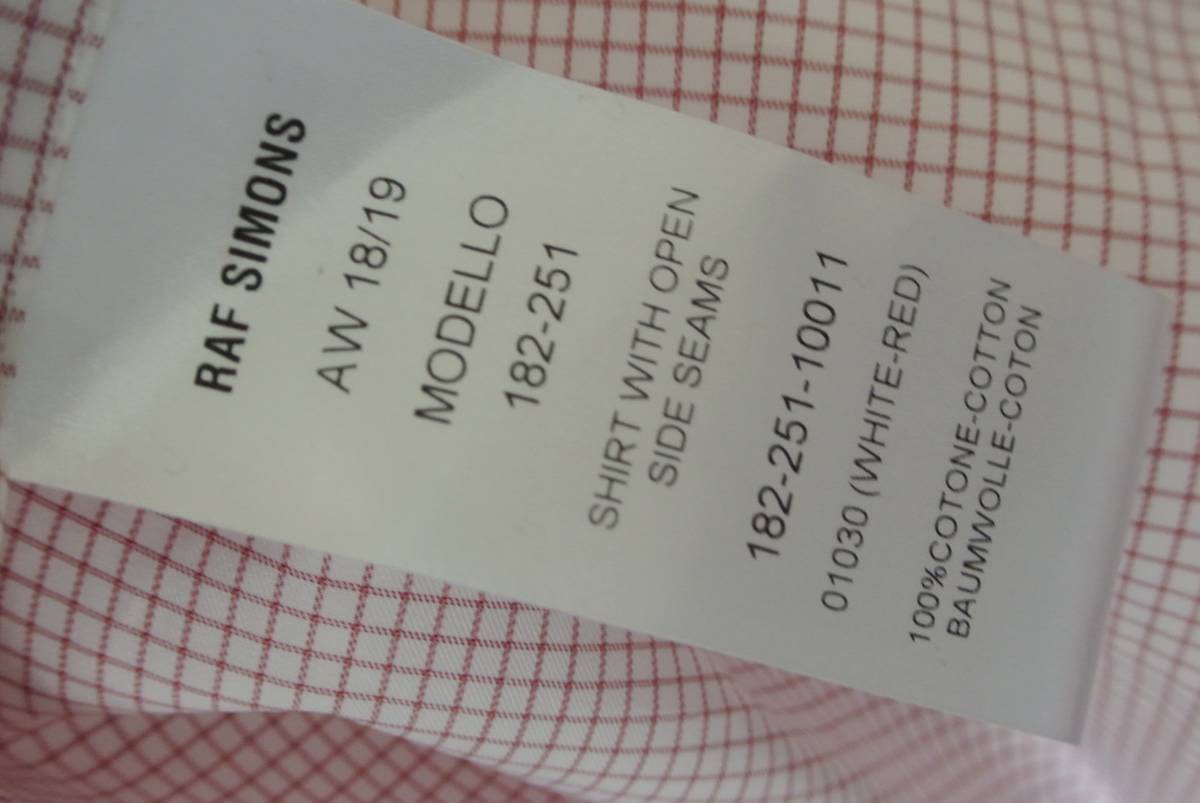 RAF SIMONS
AW 18/19
MODELLO
182-251
SHIRT WITH OPEN
SIDE SEAMS
182-251-10011
01030 (WHITE-RED)
100%COTONE-COTTON
BAUMWOLLE-COTON